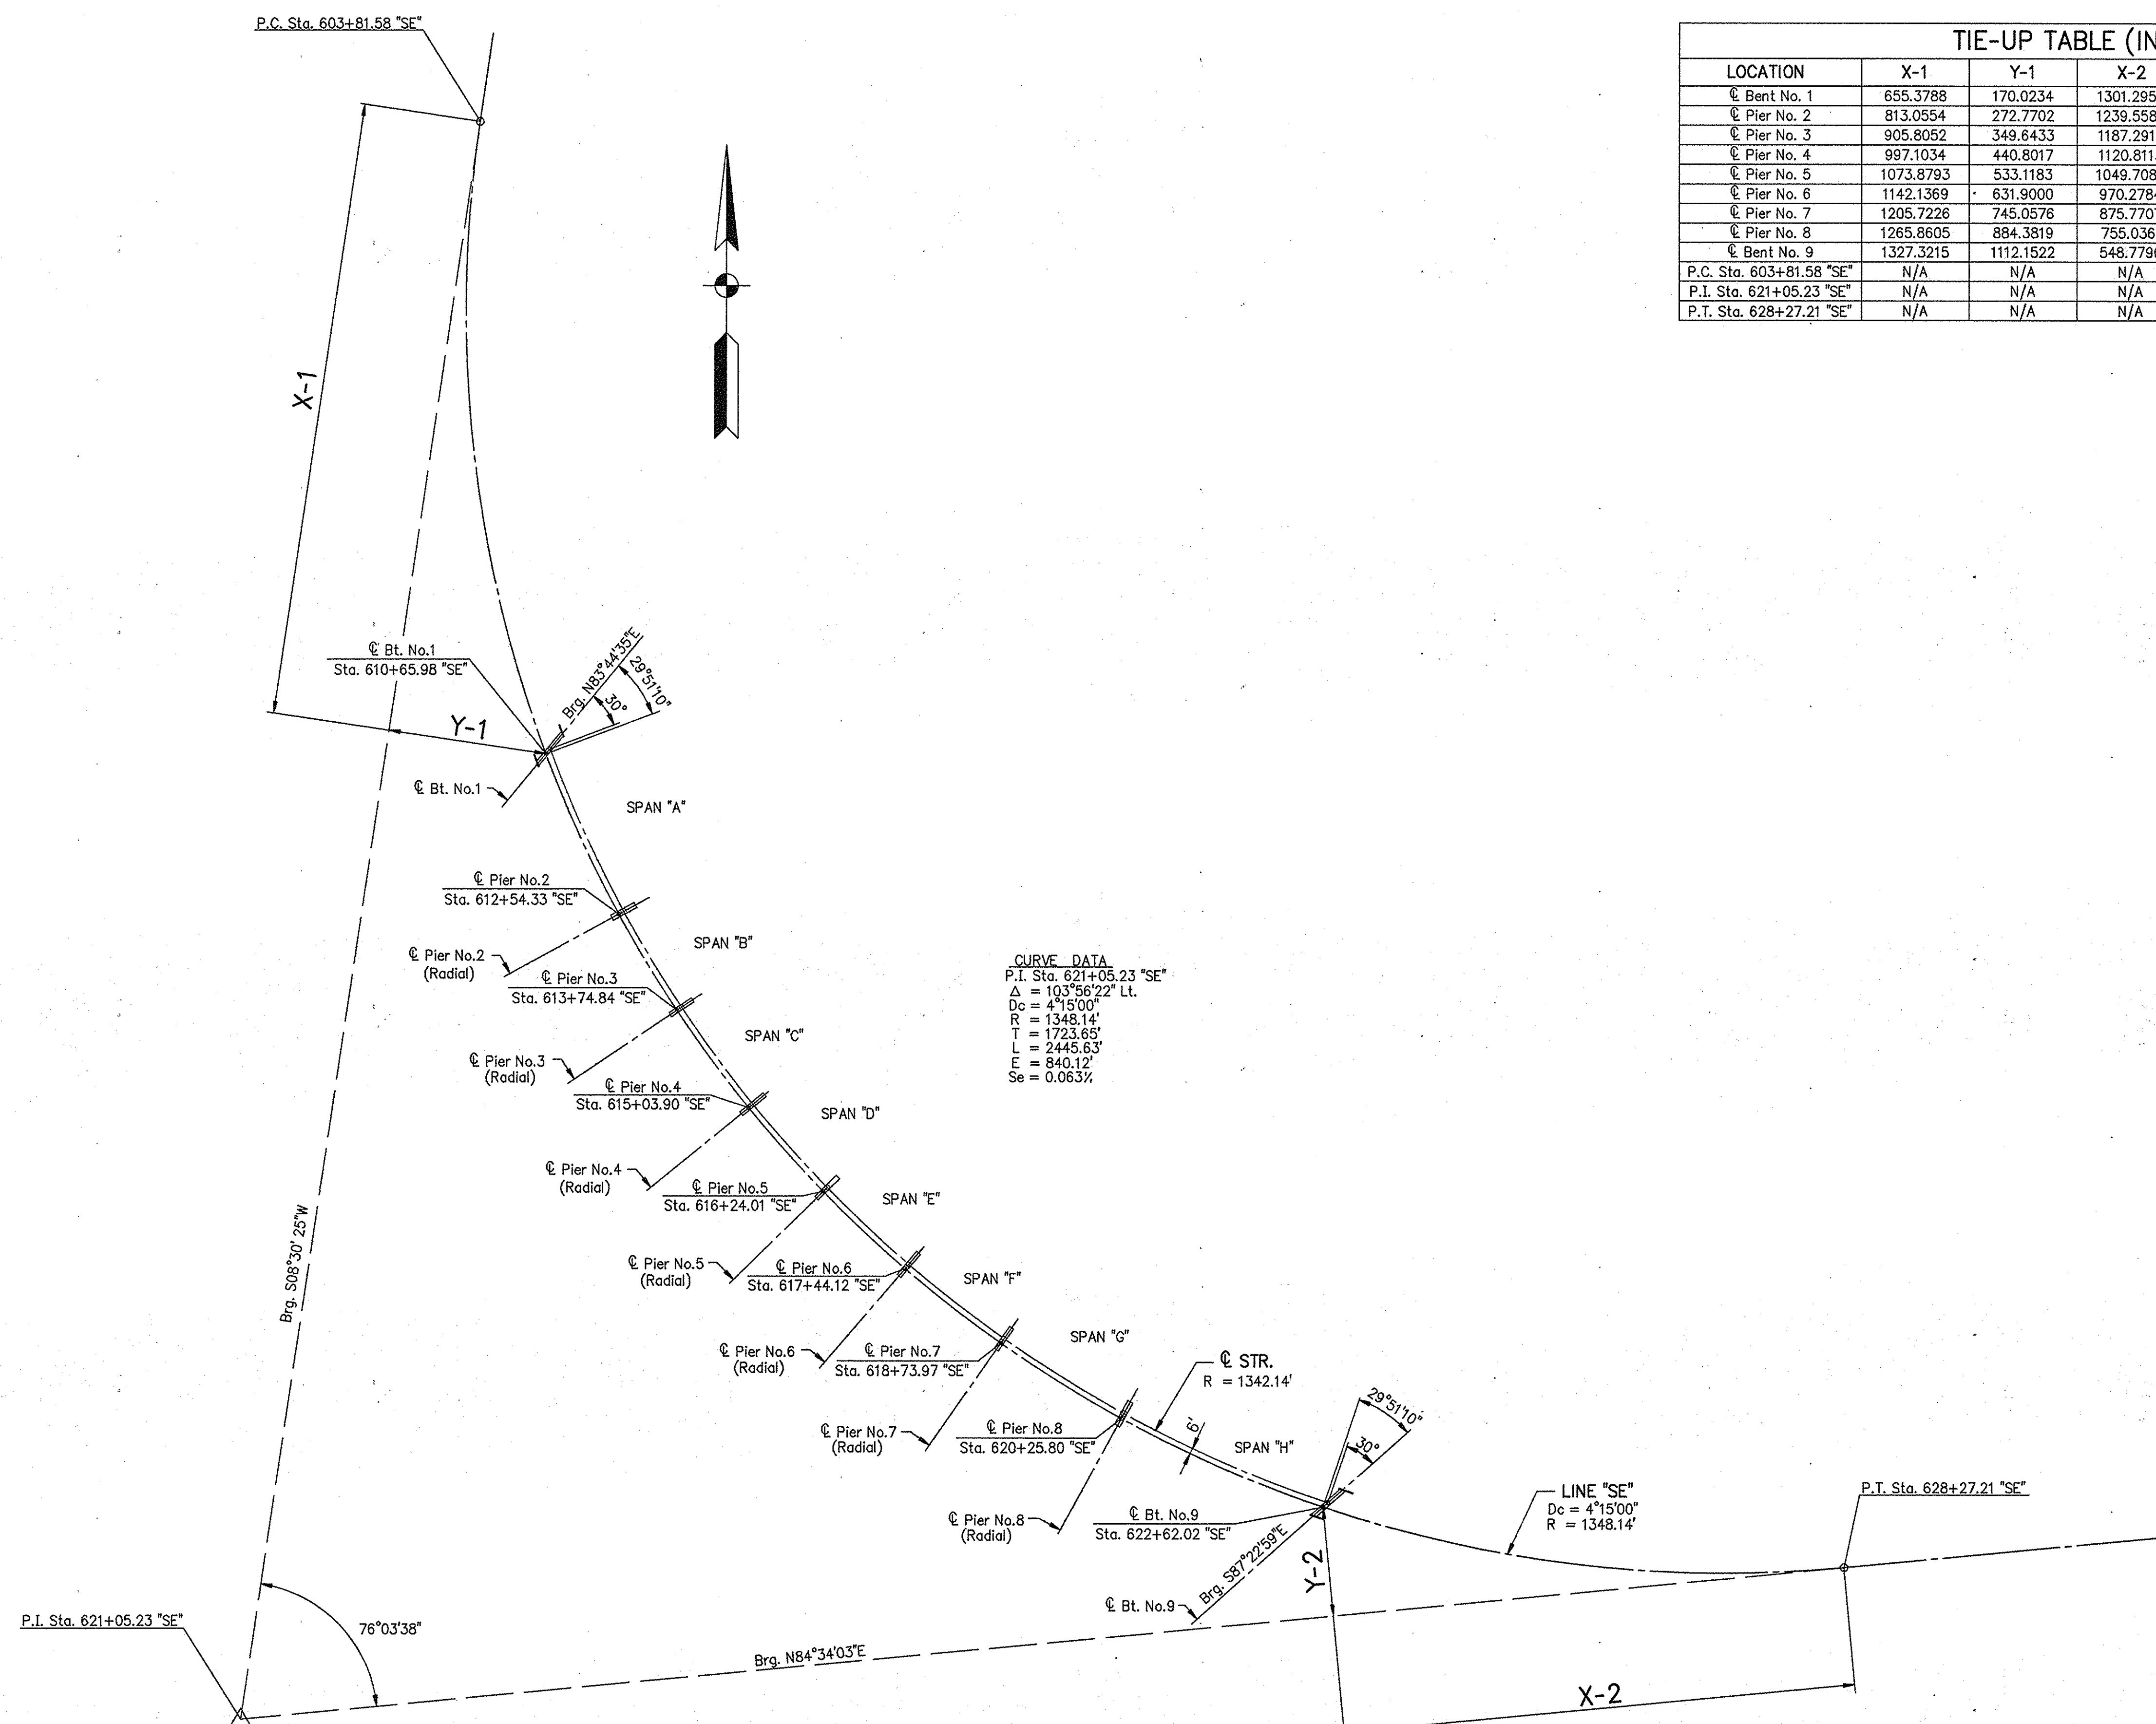 P.C. Sta. 603+81.58 "SE"
TIE-UP TABLE (IN
LOCATION X-1 Y-1 X-2
℄ Bent No. 1 655.3788 170.0234 1301.295
℄ Pier No. 2 813.0554 272.7702 1239.558
℄ Pier No. 3 905.8052 349.6433 1187.291
℄ Pier No. 4 997.1034 440.8017 1120.811
℄ Pier No. 5 1073.8793 533.1183 1049.708
℄ Pier No. 6 1142.1369 631.9000 970.2784
℄ Pier No. 7 1205.7226 745.0576 875.770
℄ Pier No. 8 1265.8605 884.3819 755.036
℄ Bent No. 9 1327.3215 1112.1522 548.779
P.C. Sta. 603+81.58 "SE" N/A N/A N/A
P.I. Sta. 621+05.23 "SE" N/A N/A N/A
P.T. Sta. 628+27.21 "SE" N/A N/A N/A
X-1
℄ Bt. No.1
Sta. 610+65.98 "SE"
Brg. N83°44'35"E
29°51'10"
30°
Y-1
℄ Bt. No.1
SPAN "A"
℄ Pier No.2
Sta. 612+54.33 "SE"
SPAN "B"
℄ Pier No.2
(Radial)
℄ Pier No.3
Sta. 613+74.84 "SE"
SPAN "C"
℄ Pier No.3
(Radial)
CURVE DATA
P.I. Sta. 621+05.23 "SE"
Δ = 103°56'22" Lt.
Dc = 4°15'00"
R = 1348.14'
T = 1723.65'
L = 2445.63'
E = 840.12'
Se = 0.063%
℄ Pier No.4
Sta. 615+03.90 "SE"
SPAN "D"
℄ Pier No.4
(Radial)
℄ Pier No.5
Sta. 616+24.01 "SE"
SPAN "E"
℄ Pier No.5
(Radial)
℄ Pier No.6
Sta. 617+44.12 "SE"
SPAN "F"
Brg. S08°30'25"W
℄ Pier No.6
(Radial)
℄ Pier No.7
Sta. 618+73.97 "SE"
SPAN "G"
℄ STR.
R = 1342.14'
℄ Pier No.7
(Radial)
℄ Pier No.8
Sta. 620+25.80 "SE"
6'
SPAN "H"
29°51'10"
30°
℄ Pier No.8
(Radial)
℄ Bt. No.9
Sta. 622+62.02 "SE"
LINE "SE"
Dc = 4°15'00"
R = 1348.14'
P.T. Sta. 628+27.21 "SE"
Brg. S87°22'59"E
Y-2
℄ Bt. No.9
P.I. Sta. 621+05.23 "SE"
76°03'38"
Brg. N84°34'03"E
X-2